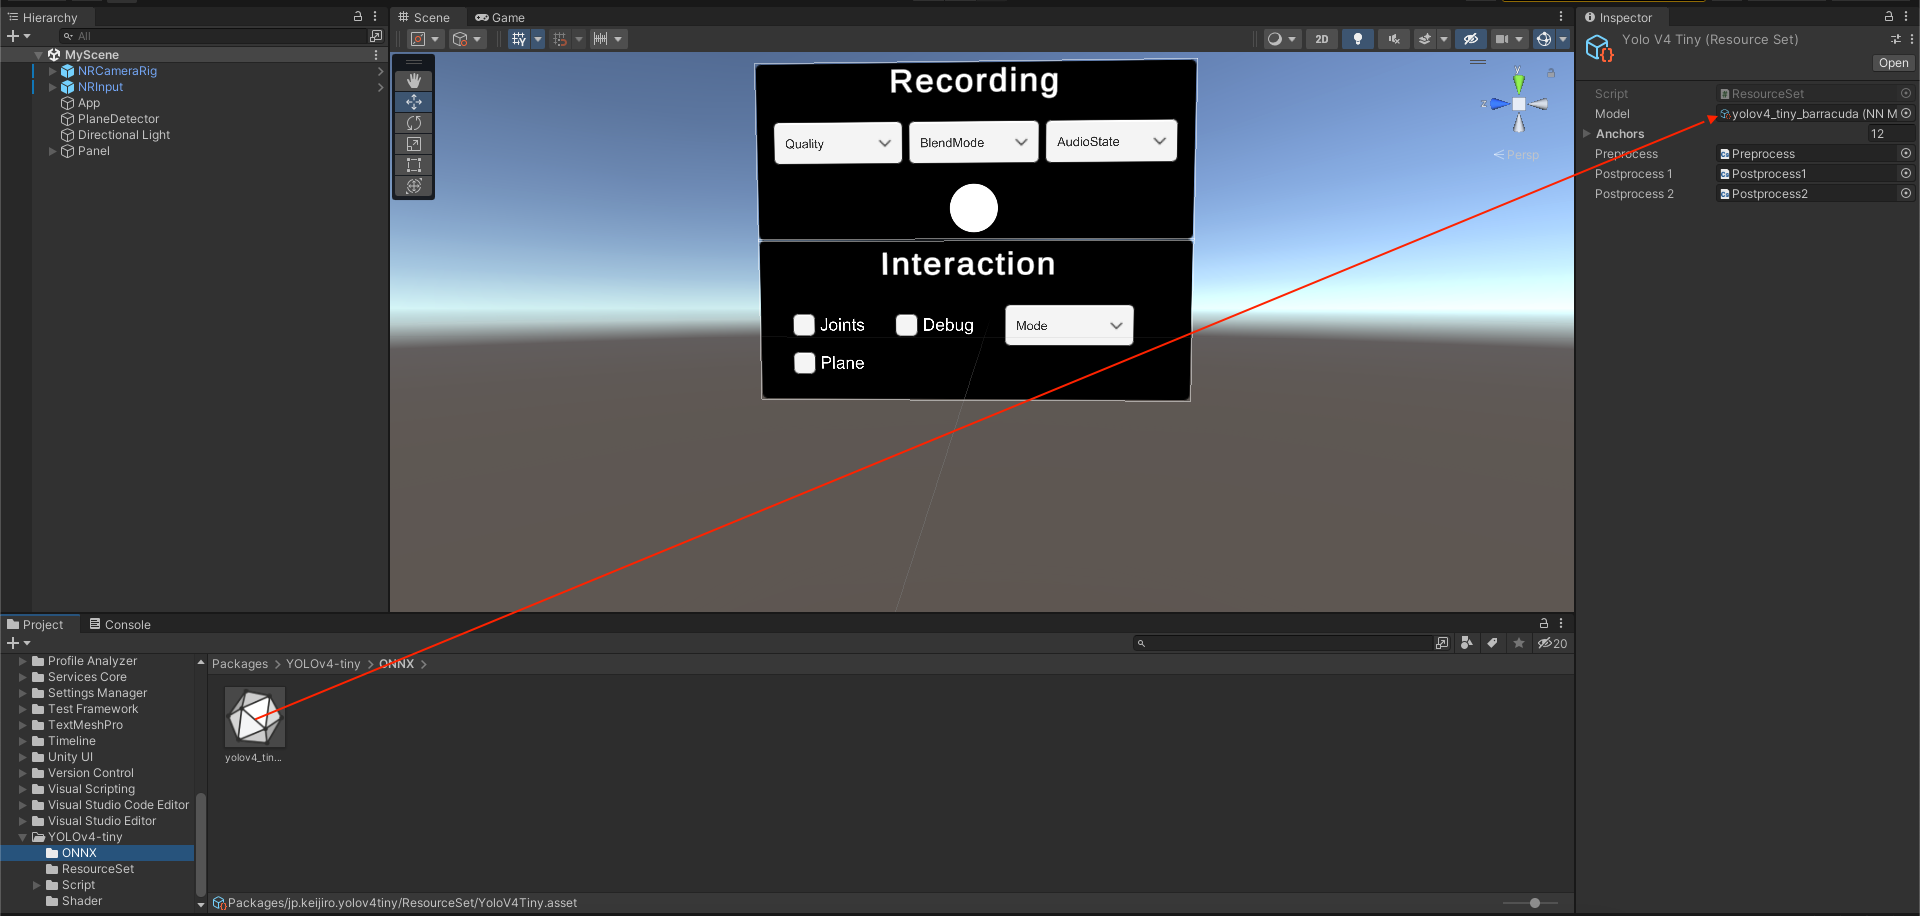 Hierarchy
All
MyScene
NRCameraRig
NRInput
App
PlaneDetector
Directional Light
Panel
Scene
Game
2D
Recording
Quality
BlendMode
AudioState
Interaction
Joints
Debug
Mode
Plane
y
z
Persp
Inspector
Yolo V4 Tiny (Resource Set)
Open
Script
ResourceSet
Model
yolov4_tiny_barracuda (NN M
Anchors
12
Preprocess
Preprocess
Postprocess 1
Postprocess1
Postprocess 2
Postprocess2
Project
Console
20
Profile Analyzer
Services Core
Settings Manager
Test Framework
TextMeshPro
Timeline
Unity UI
Version Control
Visual Scripting
Visual Studio Code Editor
Visual Studio Editor
YOLOv4-tiny
ONNX
ResourceSet
Script
Shader
Packages > YOLOv4-tiny > ONNX >
yolov4_tin...
Packages/jp.keijiro.yolov4tiny/ResourceSet/YoloV4Tiny.asset